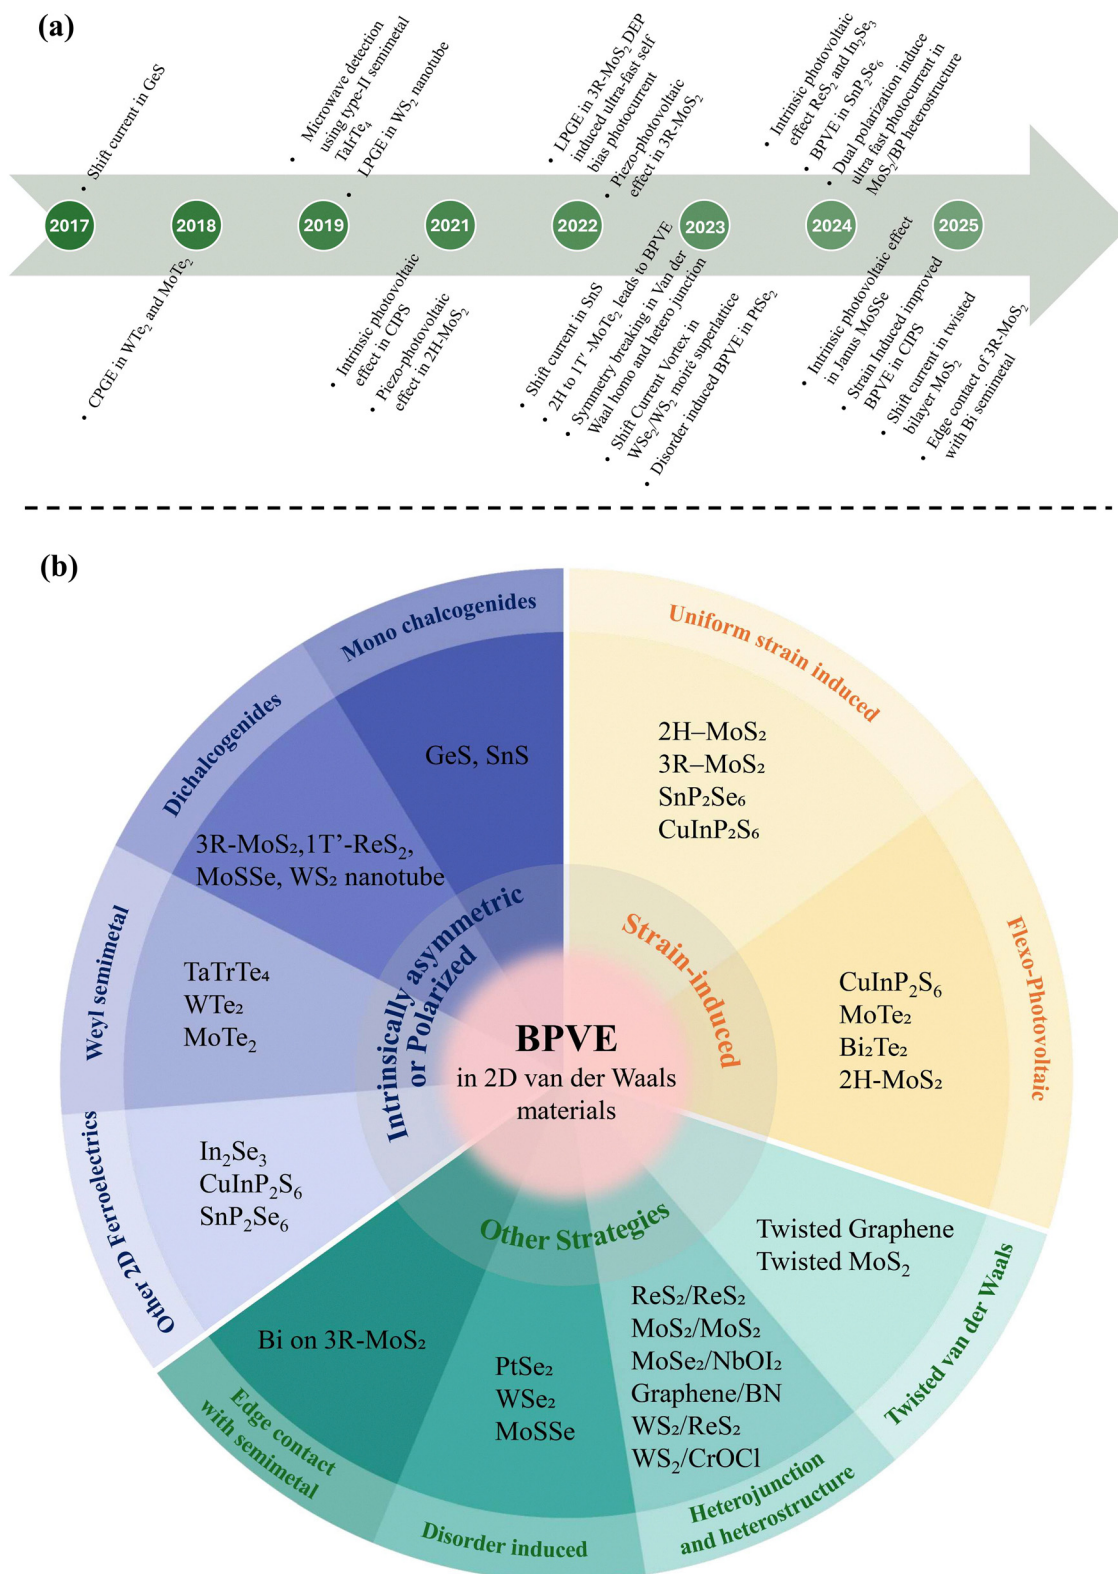 (a)
• Shift current in GeS
• Microwave detection
using type-II semimetal
TaIrTe₄
• LPGE in WS₂ nanotube
• LPGE in 3R-MoS₂ DEP
induced ultra-fast self
bias photocurrent
• Piezo-photovoltaic
effect in 3R-MoS₂
• Intrinsic photovoltaic
effect ReS₂ and In₂Se₃
• BPVE in SnP₂Se₆
• Dual polarization induce
ultra fast photocurrent in
MoS₂/BP heterostructure
2017
2018
2019
2021
2022
2023
2024
2025
• CPGE in WTe₂ and MoTe₂
• Intrinsic photovoltaic
effect in CIPS
• Piezo-photovoltaic
effect in 2H-MoS₂
• Shift current in SnS
• 2H to 1T'-MoTe₂ leads to BPVE
• Symmetry breaking in Van der
Waal homo and hetero junction
• Shift Current Vortex in
WSe₂/WS₂ moiré superlattice
• Disorder induced BPVE in PtSe₂
• Intrinsic photovoltaic effect
in Janus MoSSe
• Strain Induced improved
BPVE in CIPS
• Shift current in twisted
bilayer MoS₂
• Edge contact of 3R-MoS₂
with Bi semimetal
(b)
Mono chalcogenides
GeS, SnS
Dichalcogenides
3R-MoS₂,1T’-ReS₂,
MoSSe, WS₂ nanotube
Weyl semimetal
TaTrTe₄
WTe₂
MoTe₂
Other 2D Ferroelectrics
In₂Se₃
CuInP₂S₆
SnP₂Se₆
Intrinsically asymmetric
or Polarized
Uniform strain induced
2H–MoS₂
3R–MoS₂
SnP₂Se₆
CuInP₂S₆
Flexo-Photovoltaic
CuInP₂S₆
MoTe₂
Bi₂Te₂
2H-MoS₂
Strain-induced
BPVE
in 2D van der Waals
materials
Other Strategies
Twisted Graphene
Twisted MoS₂
Twisted van der Waals
ReS₂/ReS₂
MoS₂/MoS₂
MoSe₂/NbOI₂
Graphene/BN
WS₂/ReS₂
WS₂/CrOCl
Heterojunction
and heterostructure
PtSe₂
WSe₂
MoSSe
Disorder induced
Bi on 3R-MoS₂
Edge contact
with semimetal